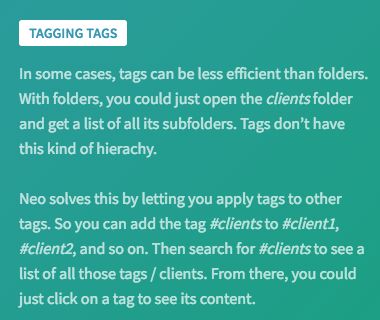 TAGGING TAGS
In some cases, tags can be less efficient than folders.
With folders, you could just open the clients folder
and get a list of all its subfolders. Tags don't have
this kind of hierachy.
Neo solves this by letting you apply tags to other
tags. So you can add the tag #clients to #client1,
#client2, and so on. Then search for #clients to see a
list of all those tags / clients. From there, you could
just click on a tag to see its content.